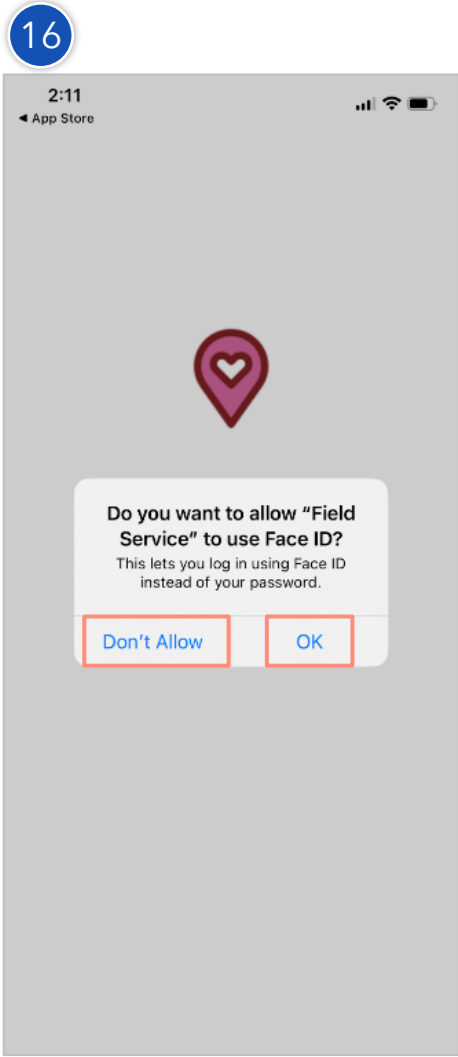 16
2:11
◀ App Store
Do you want to allow “Field
Service” to use Face ID?
This lets you log in using Face ID
instead of your password.
Don’t Allow
OK